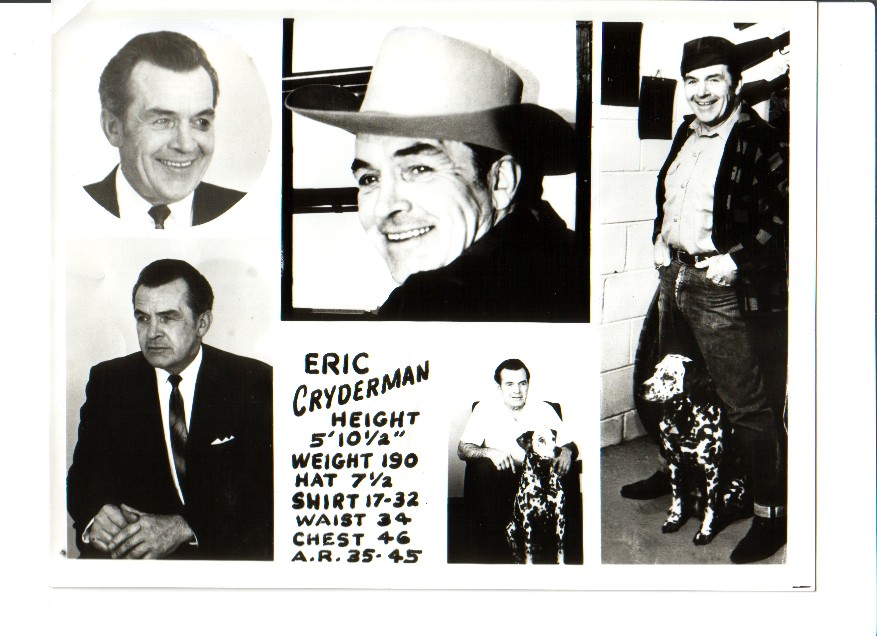 ERIC
CRYDERMAN
HEIGHT
5'10½"
WEIGHT 190
HAT 7½
SHIRT 17-32
WAIST 34
CHEST 46
A.R. 35-45